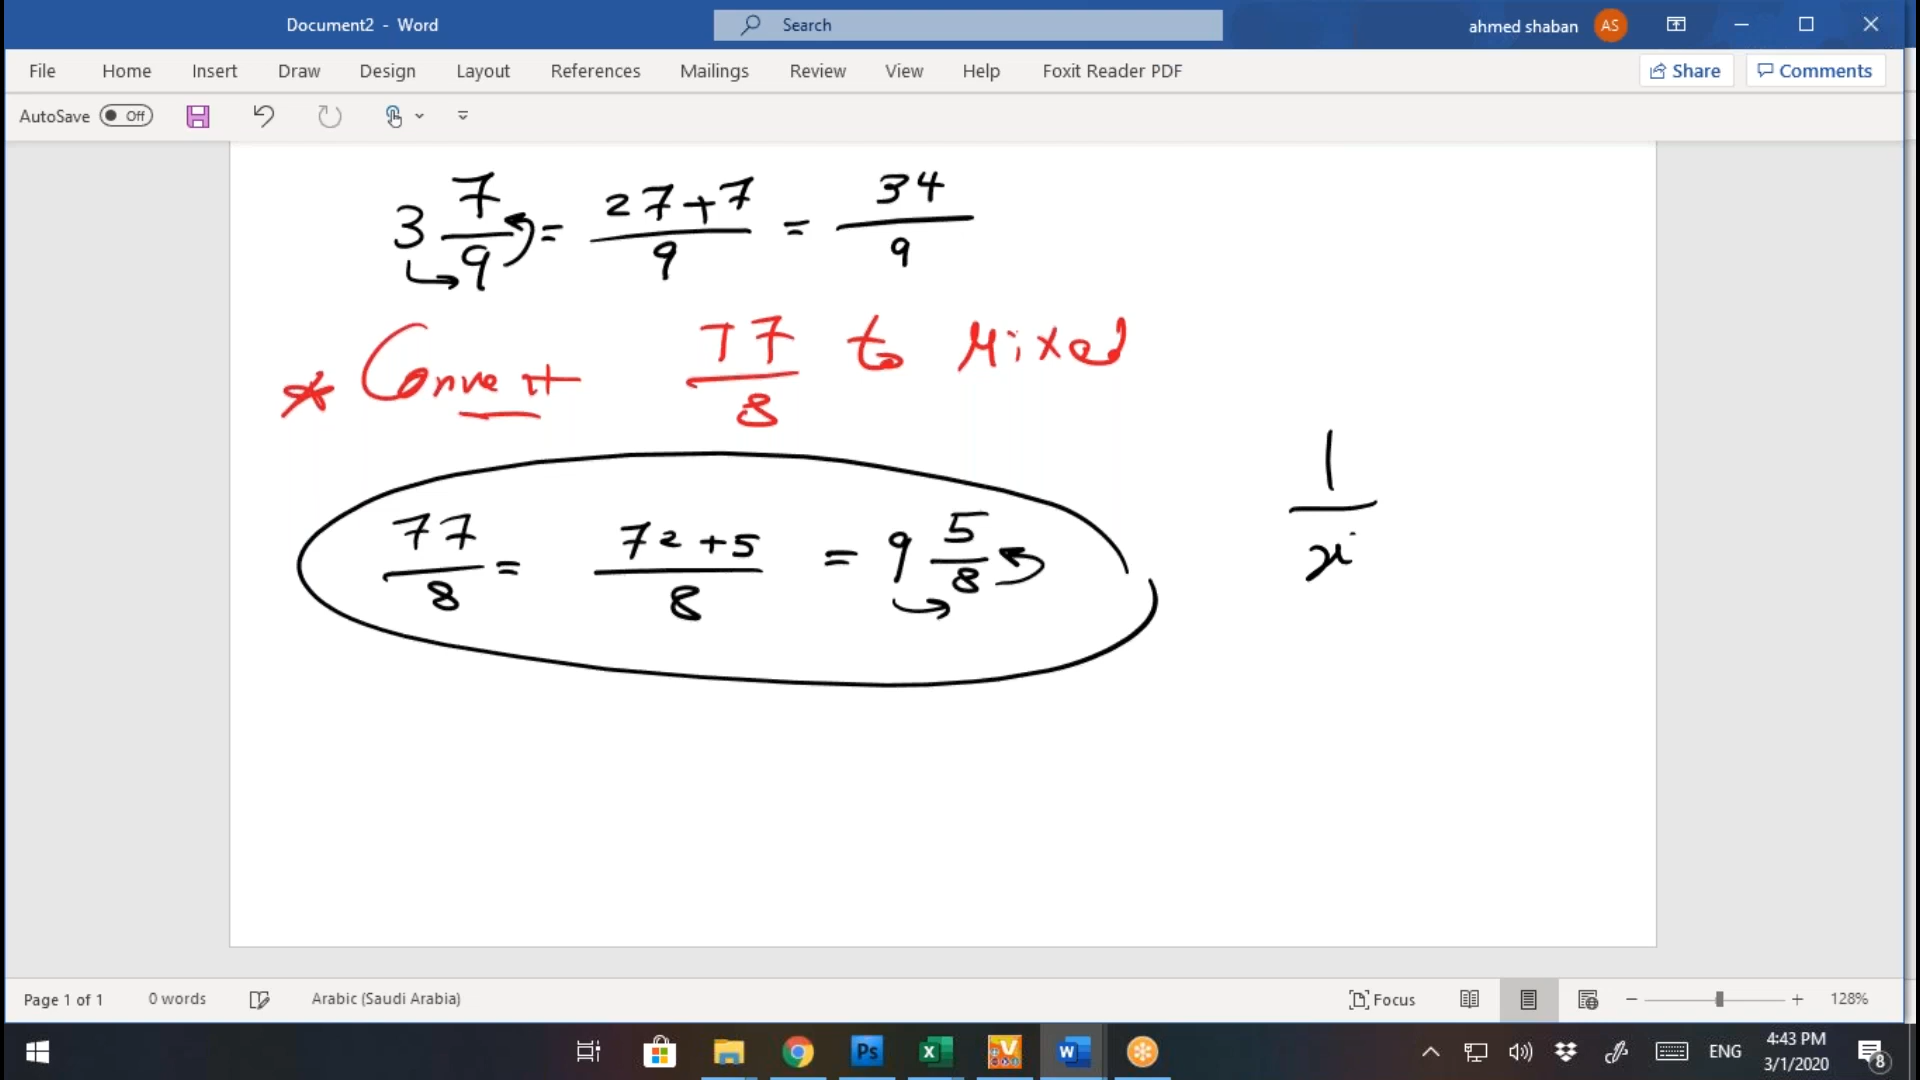 Document2 - Word
Search
ahmed shaban
AS
File Home Insert Draw Design Layout References Mailings Review View Help Foxit Reader PDF
Share
Comments
AutoSave Off
3 7/9 = 27+7/9 = 34/9
* Convert 77/8 to Mixed
77/8 = 72+5/8 = 9 5/8
1/x
Page 1 of 1
0 words
Arabic (Saudi Arabia)
Focus
128%
Ps
ENG
4:43 PM
3/1/2020
8